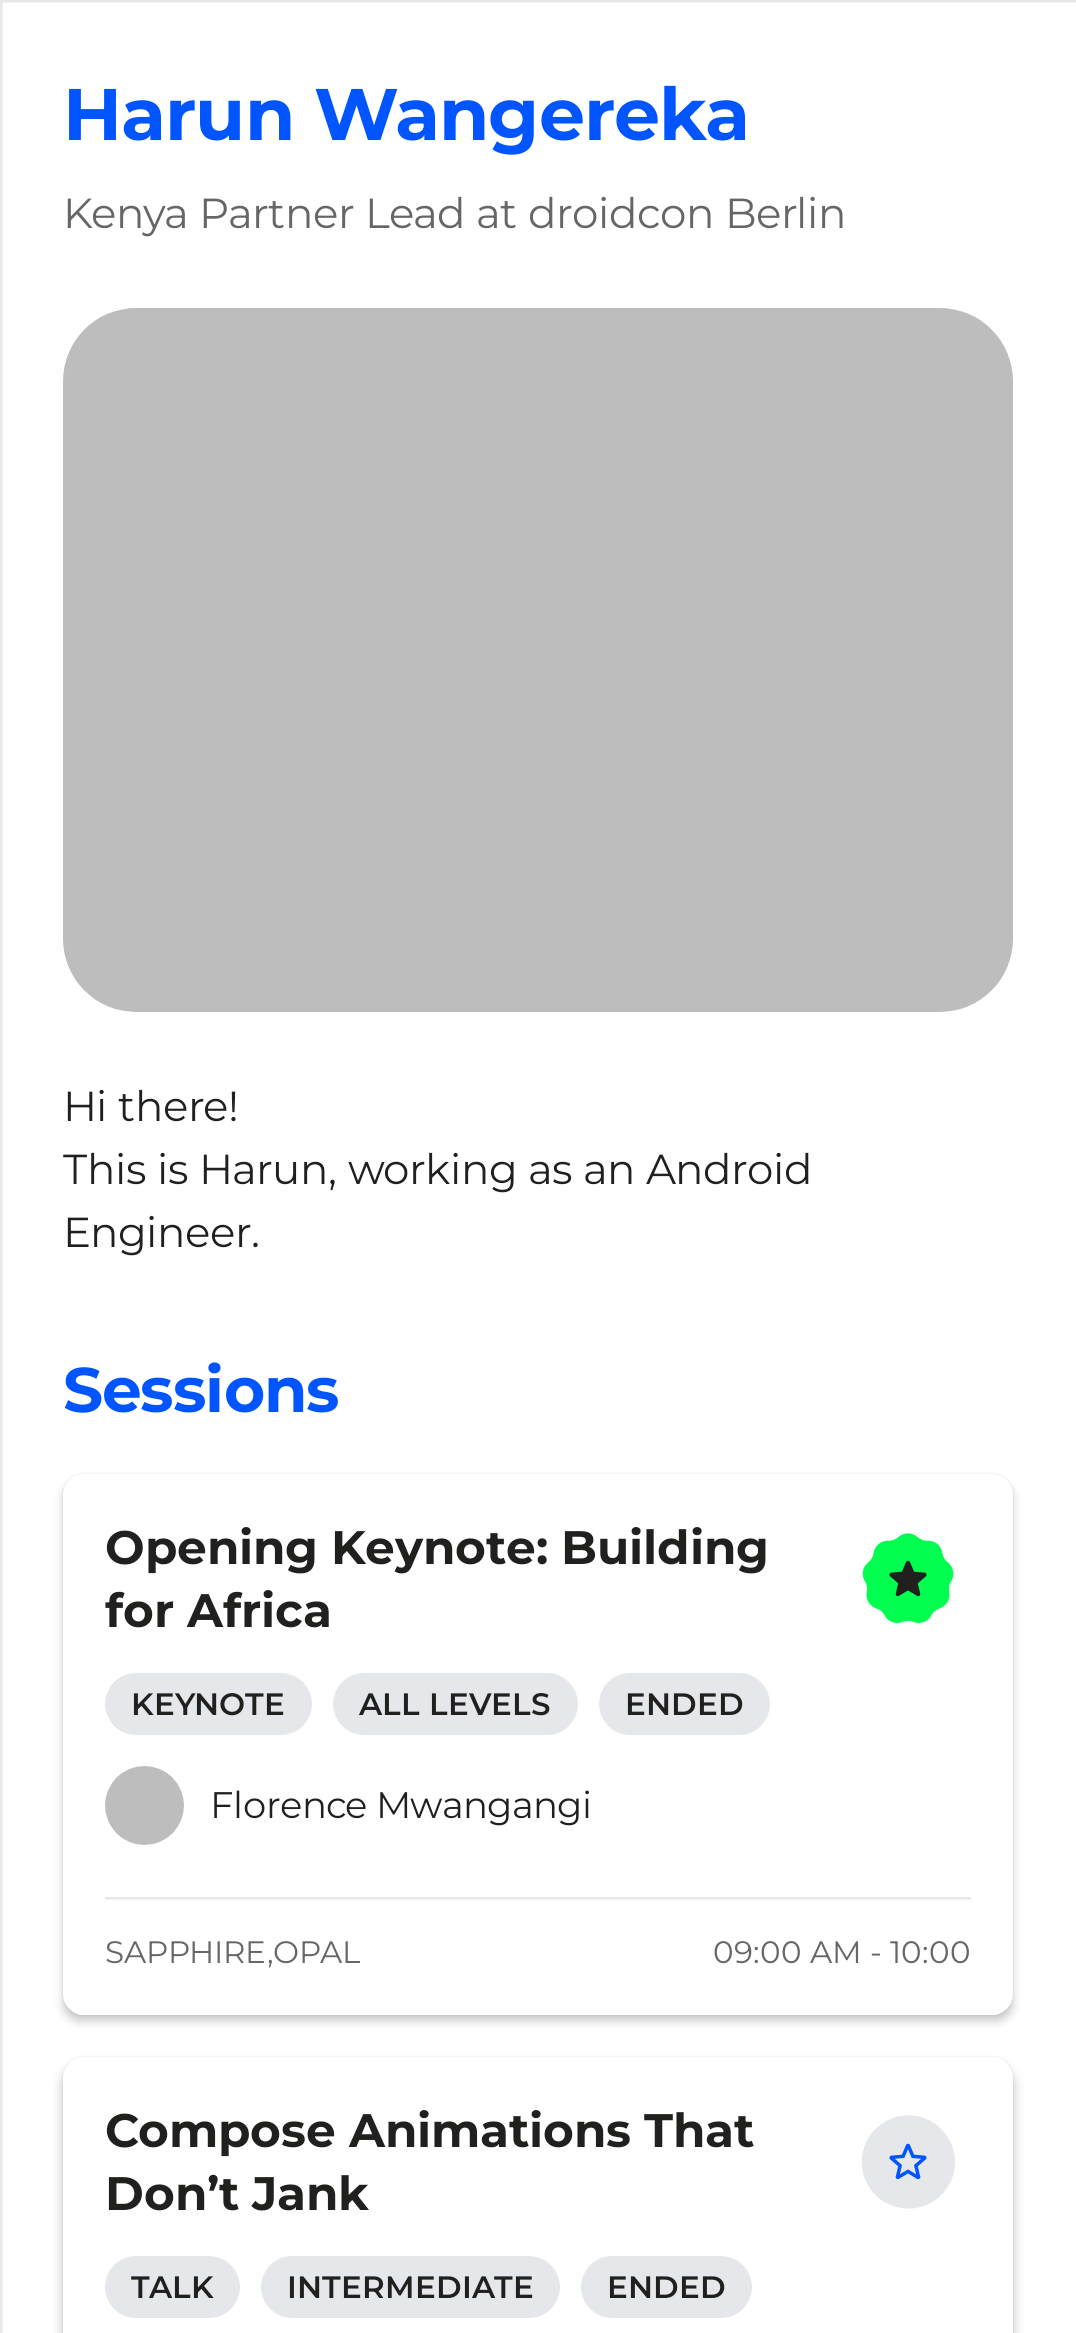 Harun Wangereka
Kenya Partner Lead at droidcon Berlin
Hi there!
This is Harun, working as an Android
Engineer.
Sessions
Opening Keynote: Building
for Africa
KEYNOTE ALL LEVELS ENDED
Florence Mwangangi
SAPPHIRE,OPAL 09:00 AM - 10:00
Compose Animations That
Don’t Jank
TALK INTERMEDIATE ENDED